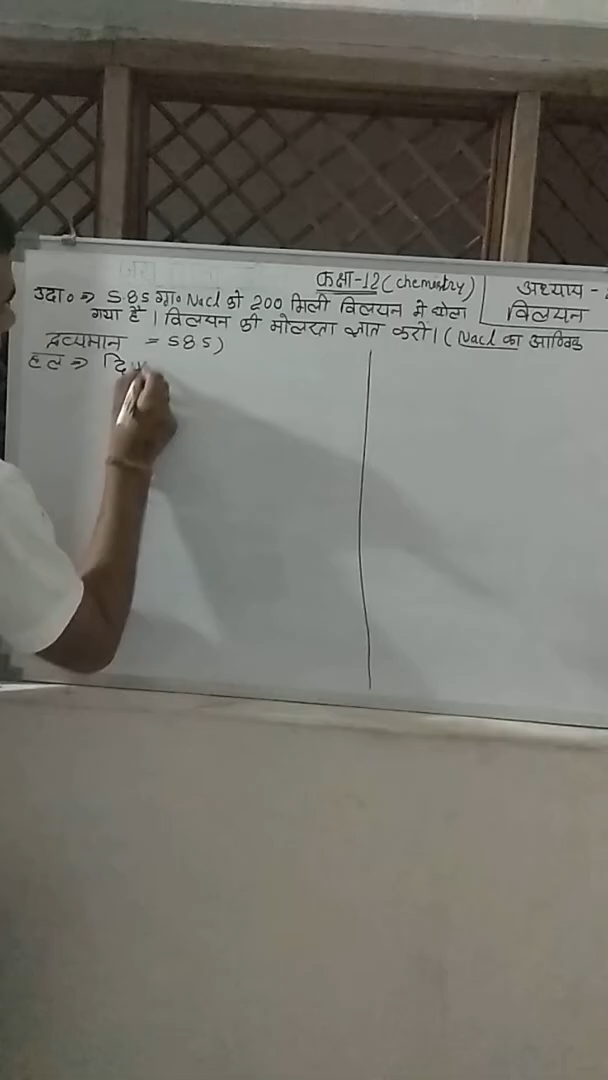 कक्षा-12 (chemistry)
अध्याय -
विलयन
उदा० => 585 ग्रा० Nacl को 200 मिली विलयन में घोला
गया है। विलयन की मोलरता ज्ञात करो। (Nacl का आण्विक
द्रव्यमान = 585)
हल => दि